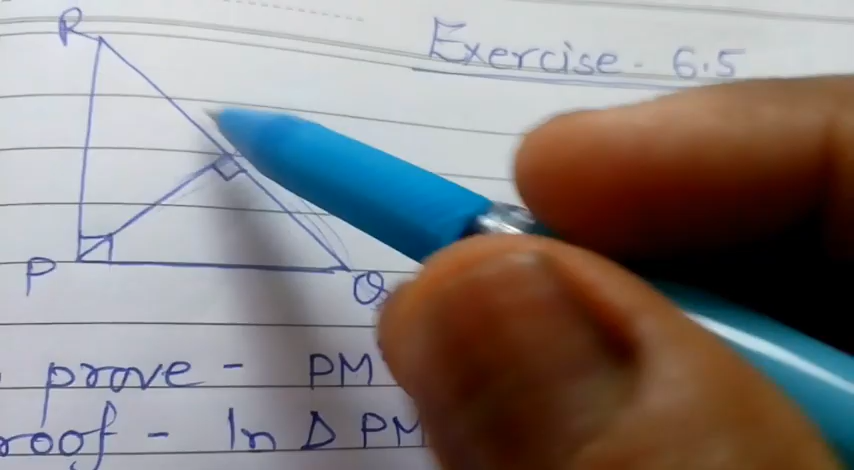 Exercise - 6.5
R
P
Q
prove - PM
roof - In Δ PM